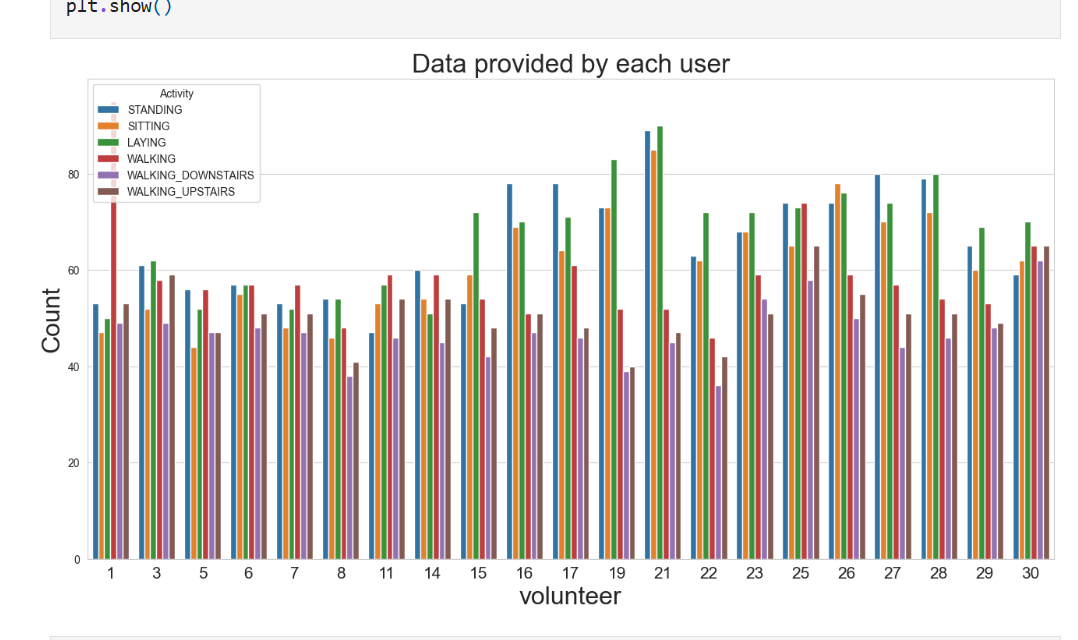 plt.show()
Data provided by each user
Activity
STANDING
SITTING
LAYING
WALKING
WALKING_DOWNSTAIRS
WALKING_UPSTAIRS
80
60
40
20
0
Count
1 3 5 6 7 8 11 14 15 16 17 19 21 22 23 25 26 27 28 29 30
volunteer